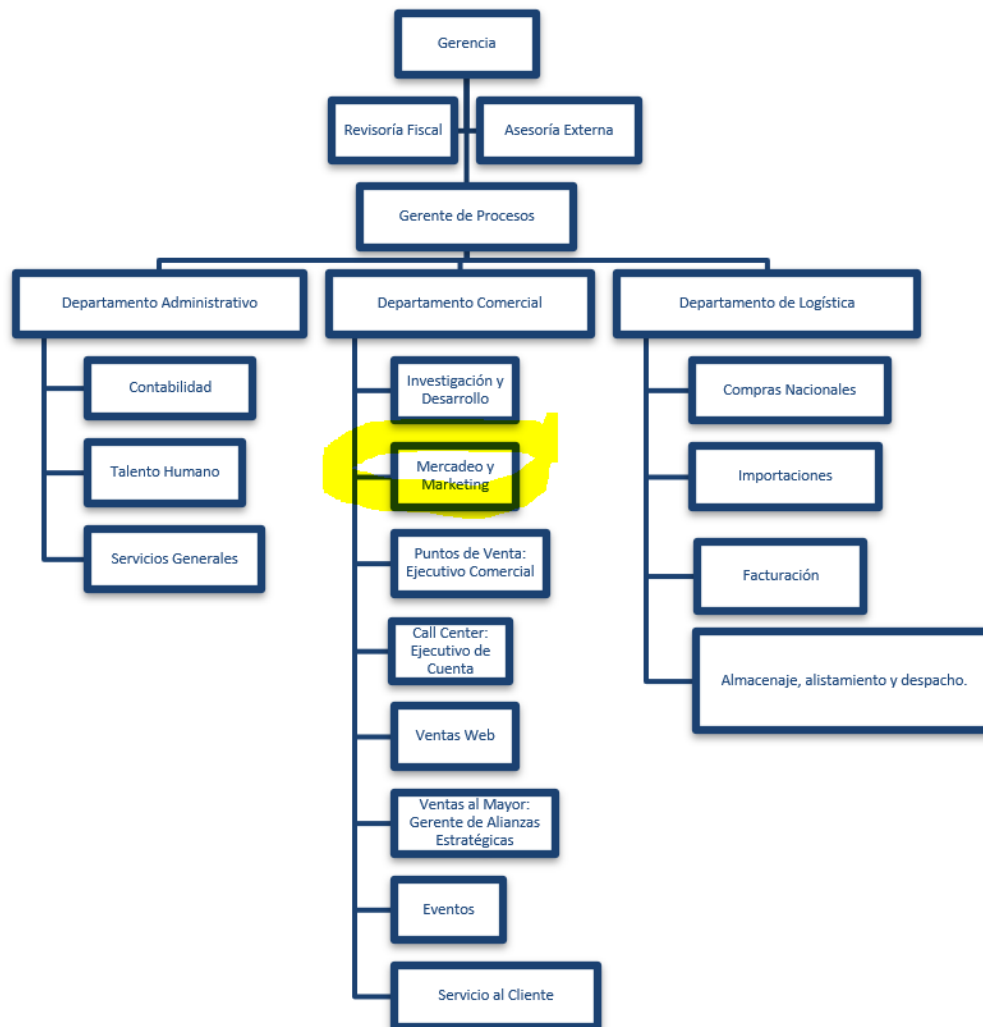 Gerencia
Revisoría Fiscal
Asesoría Externa
Gerente de Procesos
Departamento Administrativo
Departamento Comercial
Departamento de Logística
Contabilidad
Talento Humano
Servicios Generales
Investigación y
Desarrollo
Mercadeo y
Marketing
Puntos de Venta:
Ejecutivo Comercial
Call Center:
Ejecutivo de
Cuenta
Ventas Web
Ventas al Mayor:
Gerente de Alianzas
Estratégicas
Eventos
Servicio al Cliente
Compras Nacionales
Importaciones
Facturación
Almacenaje, alistamiento y despacho.